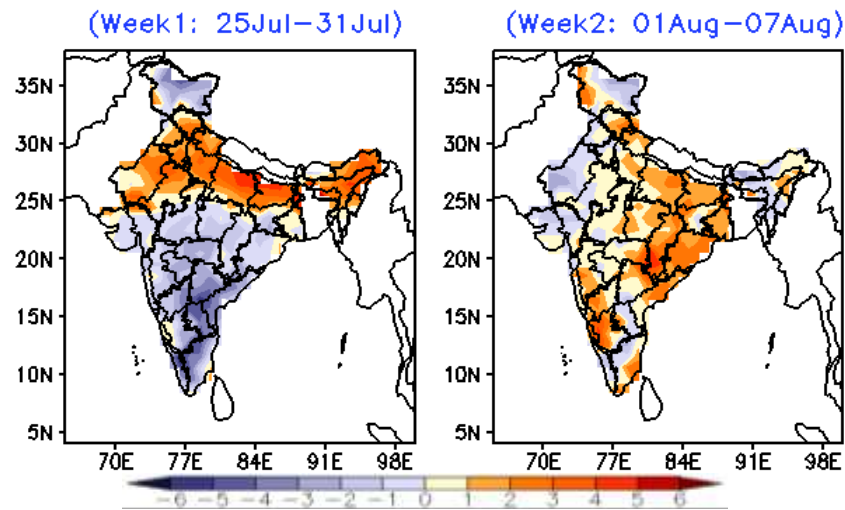 (Week1: 25Jul–31Jul) (Week2: 01Aug–07Aug)
35N 35N
30N 30N
25N 25N
20N 20N
15N 15N
10N 10N
5N 5N
70E 77E 84E 91E 98E 70E 77E 84E 91E 98E
-6 -5 -4 -3 -2 -1 0 1 2 3 4 5 6